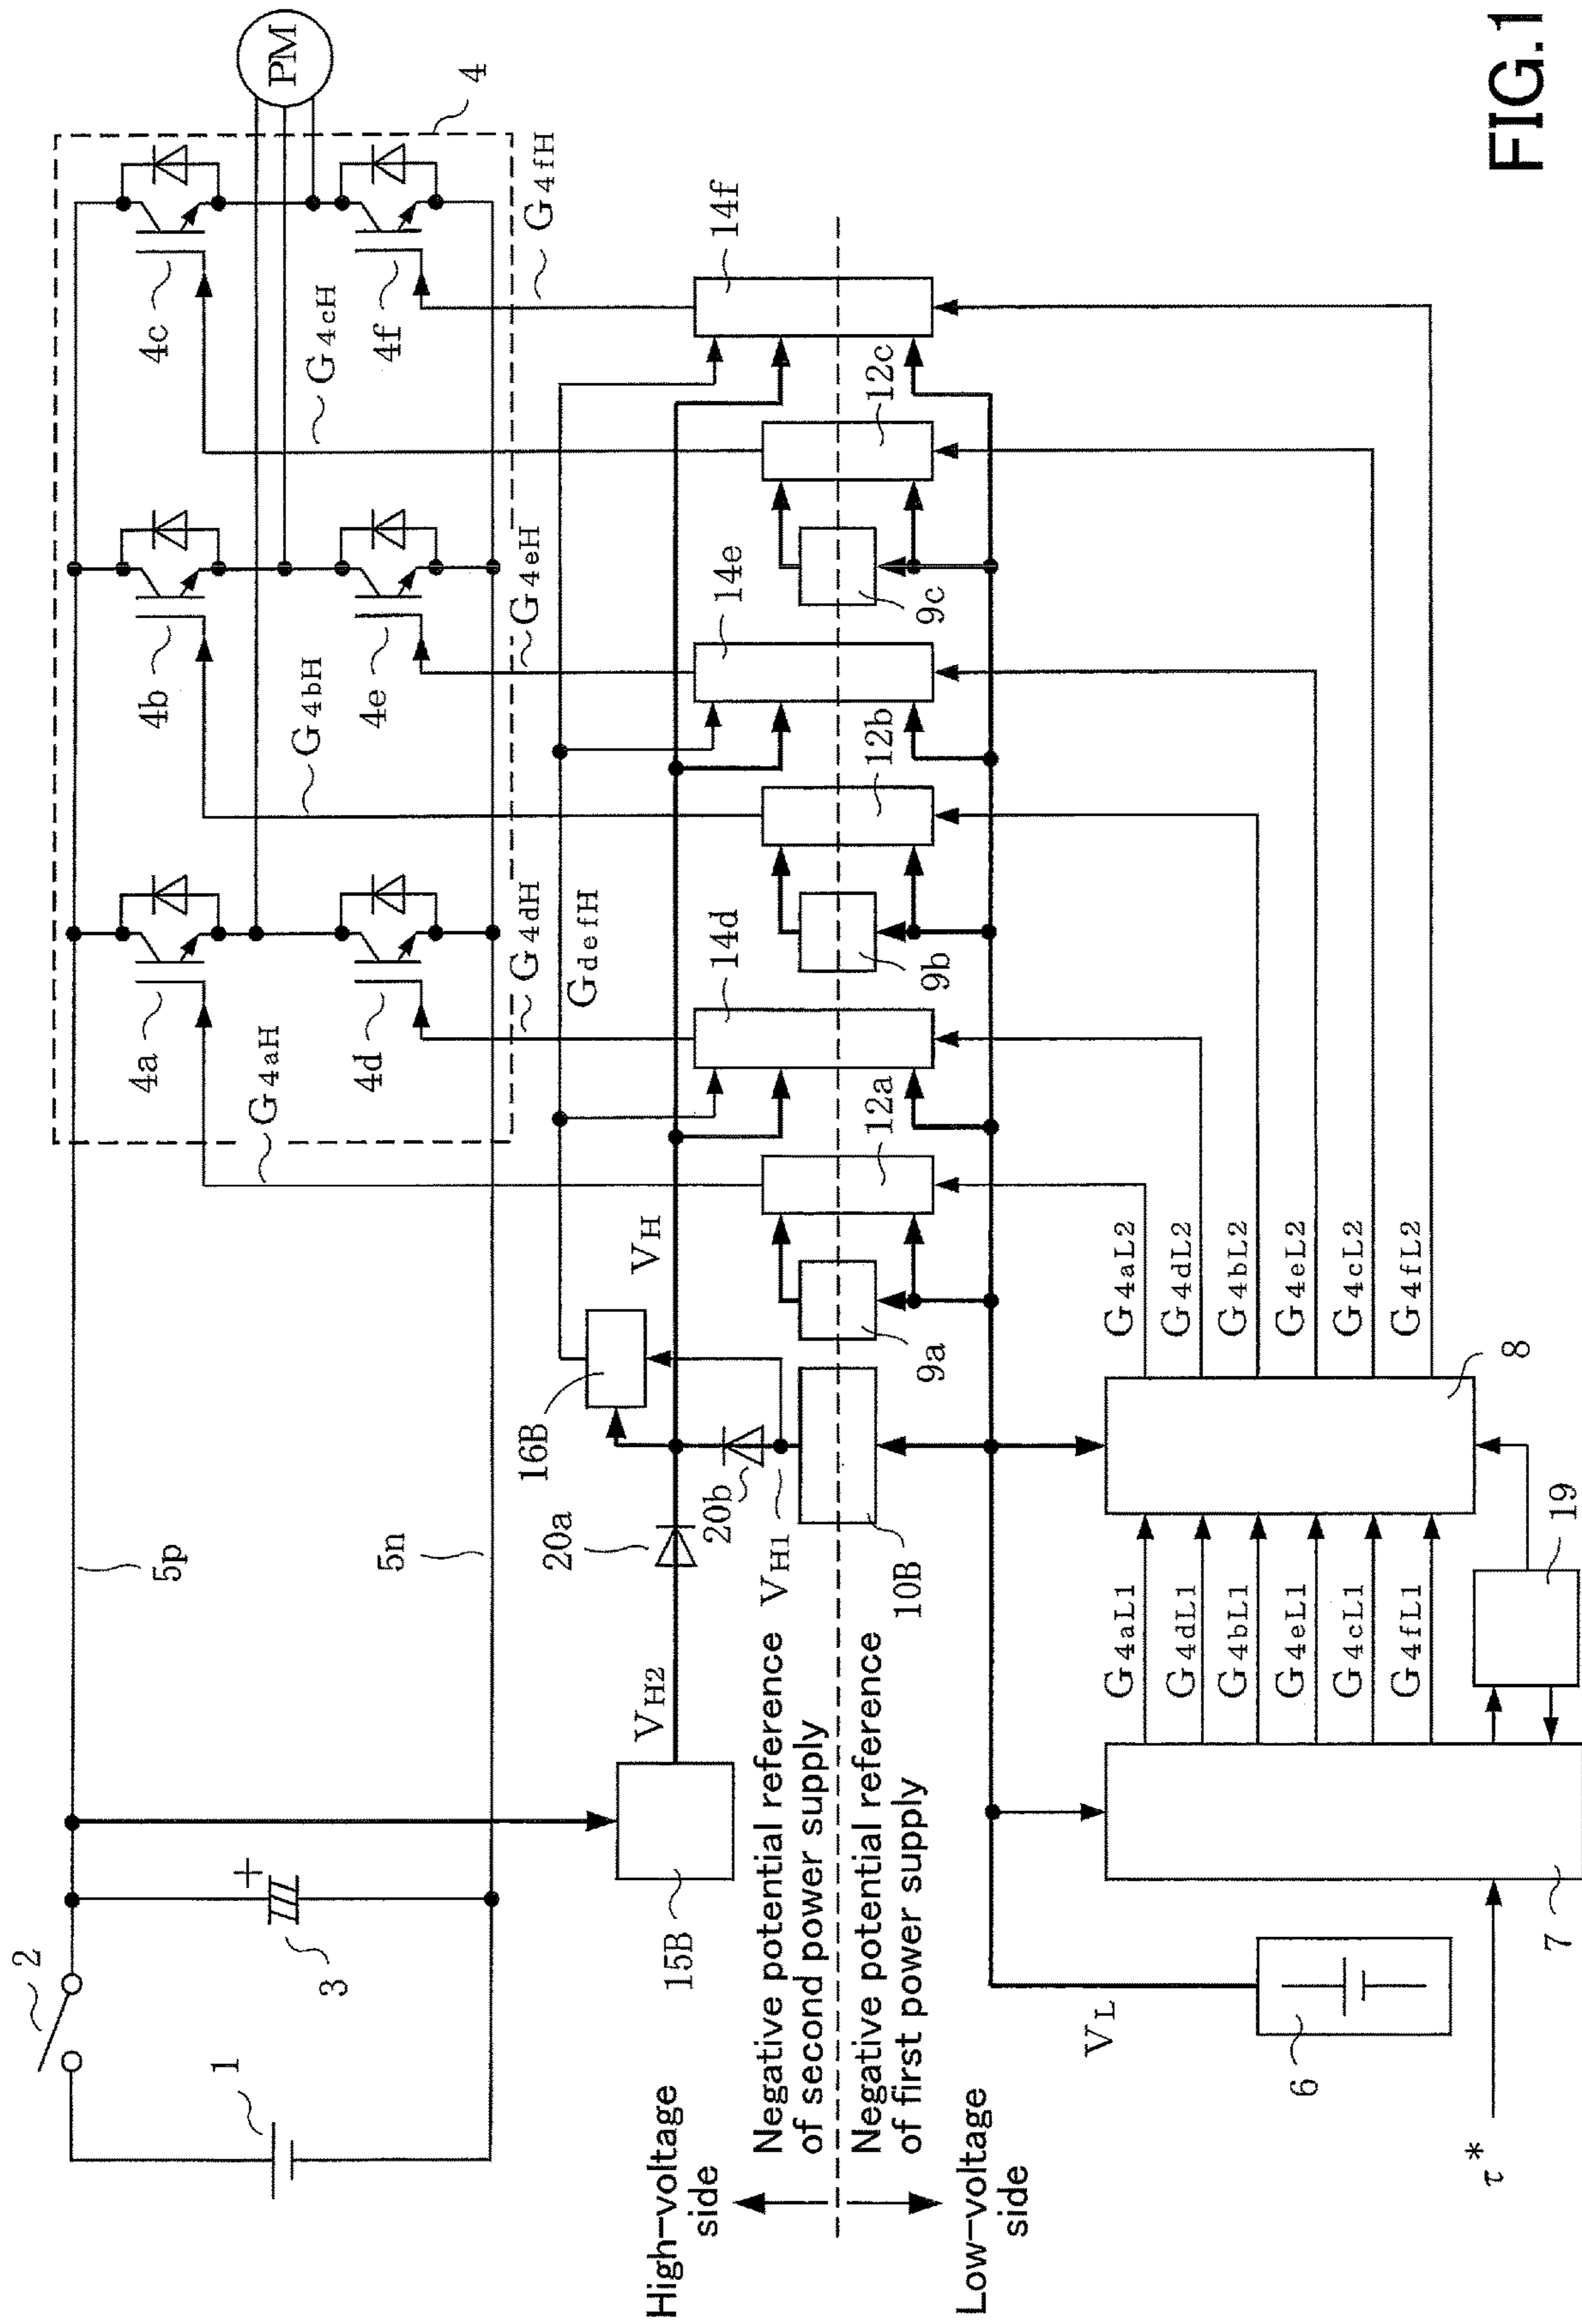 FIG.1
1
2
3
5p
5n
4
PM
4a
4b
4c
4d
4e
4f
G4aH
G4bH
G4cH
G4dH
G4eH
G4fH
GdefH
15B
VH2
20a
20b
VH1
16B
VH
10B
9a
12a
14d
9b
12b
14e
9c
12c
14f
High-voltage
side
Negative potential reference
of second power supply
Negative potential reference
of first power supply
Low-voltage
side
VL
6
τ*
7
G4aL1
G4dL1
G4bL1
G4eL1
G4cL1
G4fL1
19
8
G4aL2
G4dL2
G4bL2
G4eL2
G4cL2
G4fL2